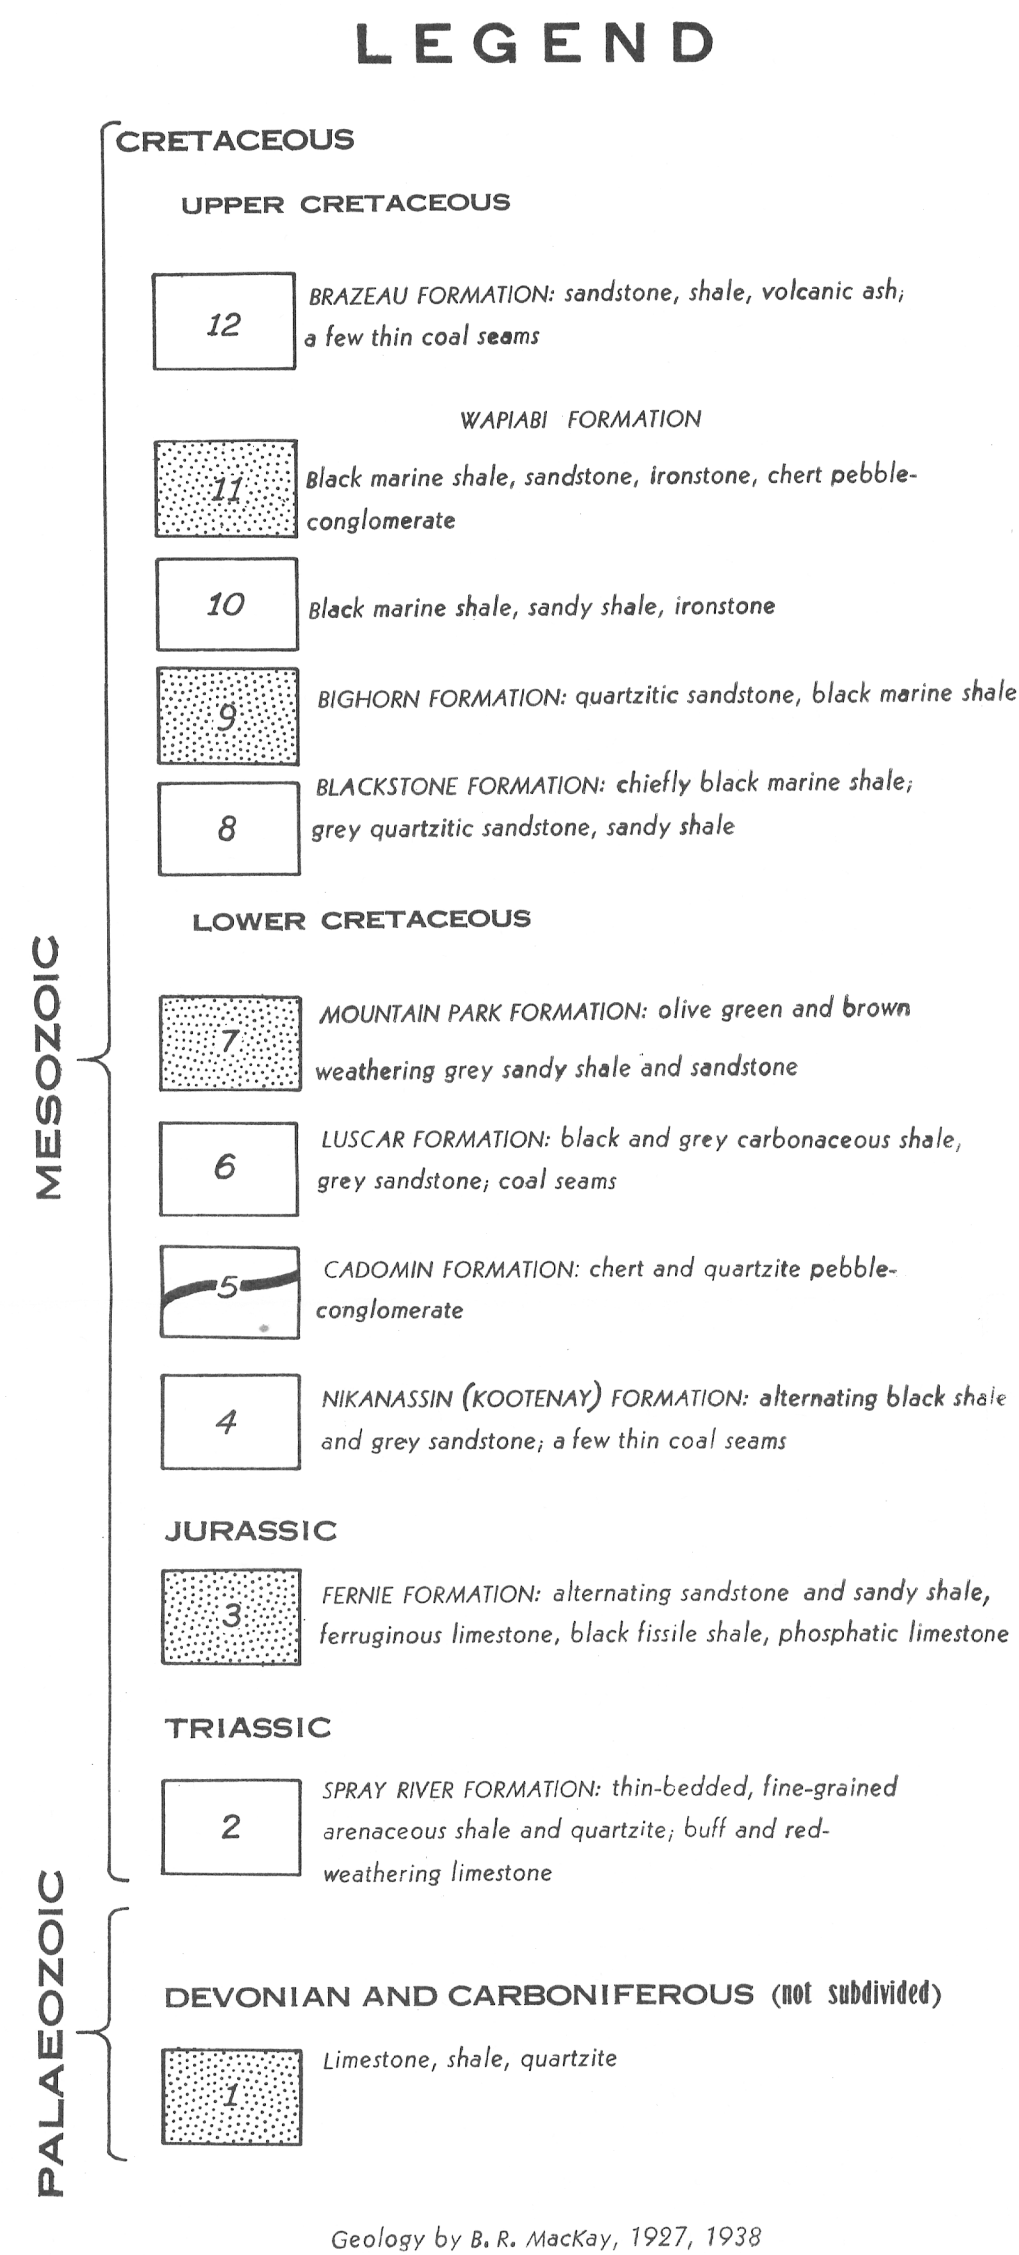 LEGEND
CRETACEOUS
UPPER CRETACEOUS
12
BRAZEAU FORMATION: sandstone, shale, volcanic ash;
a few thin coal seams
WAPIABI FORMATION
11
Black marine shale, sandstone, ironstone, chert pebble-
conglomerate
10
Black marine shale, sandy shale, ironstone
9
BIGHORN FORMATION: quartzitic sandstone, black marine shale
8
BLACKSTONE FORMATION: chiefly black marine shale;
grey quartzitic sandstone, sandy shale
LOWER CRETACEOUS
MESOZOIC
7
MOUNTAIN PARK FORMATION: olive green and brown
weathering grey sandy shale and sandstone
6
LUSCAR FORMATION: black and grey carbonaceous shale,
grey sandstone; coal seams
5
CADOMIN FORMATION: chert and quartzite pebble-
conglomerate
4
NIKANASSIN (KOOTENAY) FORMATION: alternating black shale
and grey sandstone; a few thin coal seams
JURASSIC
3
FERNIE FORMATION: alternating sandstone and sandy shale,
ferruginous limestone, black fissile shale, phosphatic limestone
TRIASSIC
2
SPRAY RIVER FORMATION: thin-bedded, fine-grained
arenaceous shale and quartzite; buff and red-
weathering limestone
PALAEOZOIC
DEVONIAN AND CARBONIFEROUS (not subdivided)
1
Limestone, shale, quartzite
Geology by B. R. MacKay, 1927, 1938